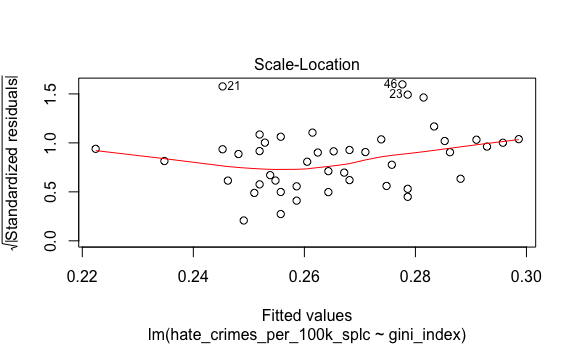 Scale-Location
√|Standardized residuals|
0.0 0.5 1.0 1.5
21
46
23
0.22 0.24 0.26 0.28 0.30
Fitted values
lm(hate_crimes_per_100k_splc ~ gini_index)